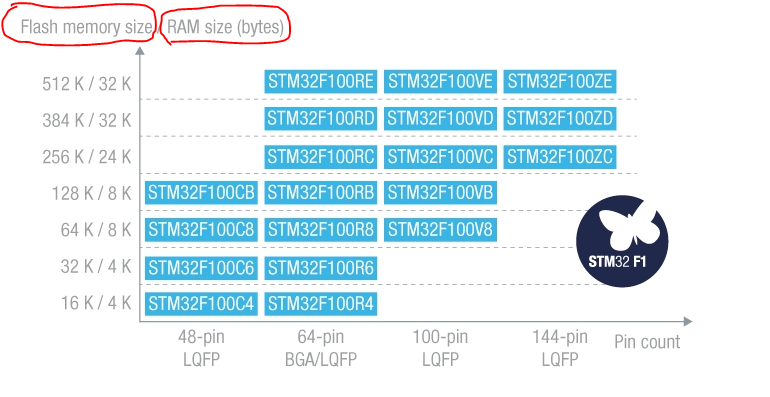 Flash memory size / RAM size (bytes)
512 K / 32 K STM32F100RE STM32F100VE STM32F100ZE
384 K / 32 K STM32F100RD STM32F100VD STM32F100ZD
256 K / 24 K STM32F100RC STM32F100VC STM32F100ZC
128 K / 8 K STM32F100CB STM32F100RB STM32F100VB
64 K / 8 K STM32F100C8 STM32F100R8 STM32F100V8
32 K / 4 K STM32F100C6 STM32F100R6
16 K / 4 K STM32F100C4 STM32F100R4
STM32 F1
48-pin 64-pin 100-pin 144-pin Pin count
LQFP BGA/LQFP LQFP LQFP